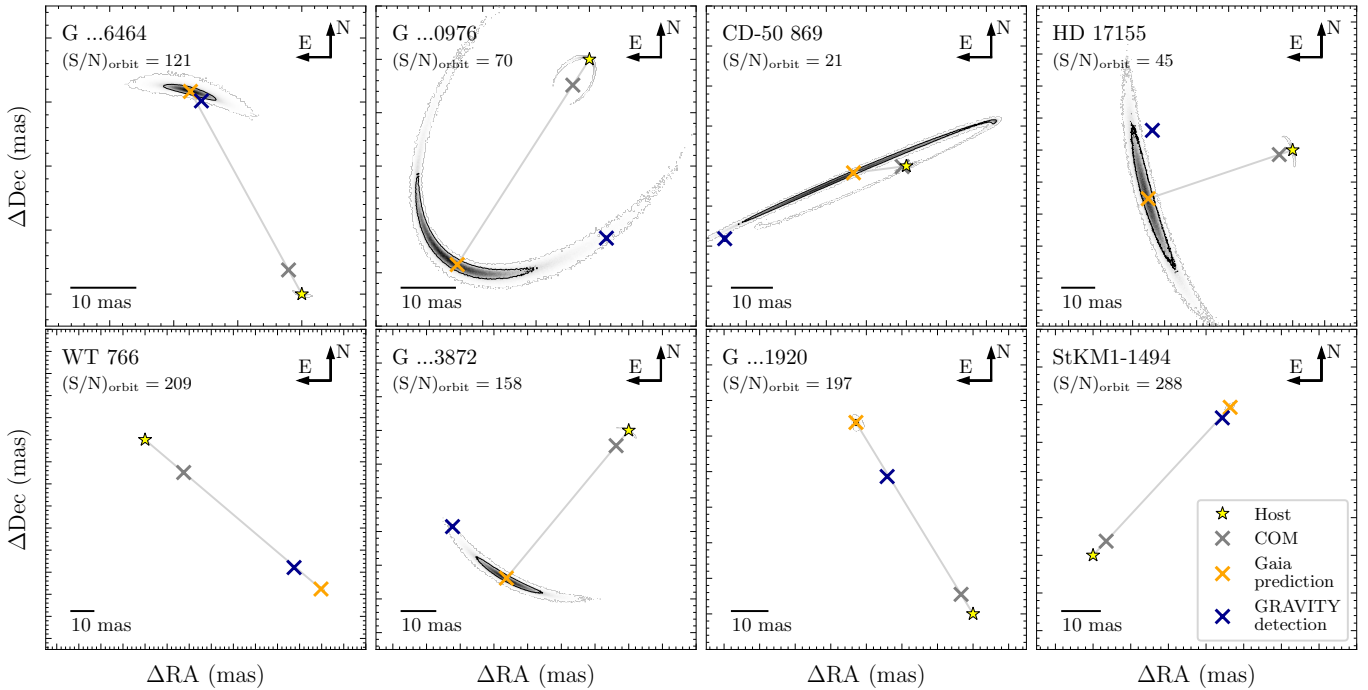 G ...6464
(S/N)orbit = 121
E
N
10 mas
G ...0976
(S/N)orbit = 70
E
N
10 mas
CD-50 869
(S/N)orbit = 21
E
N
10 mas
HD 17155
(S/N)orbit = 45
E
N
10 mas
ΔDec (mas)
WT 766
(S/N)orbit = 209
E
N
10 mas
G ...3872
(S/N)orbit = 158
E
N
10 mas
G ...1920
(S/N)orbit = 197
E
N
10 mas
StKM1-1494
(S/N)orbit = 288
E
N
10 mas
Host
COM
Gaia
prediction
GRAVITY
detection
ΔDec (mas)
ΔRA (mas)
ΔRA (mas)
ΔRA (mas)
ΔRA (mas)